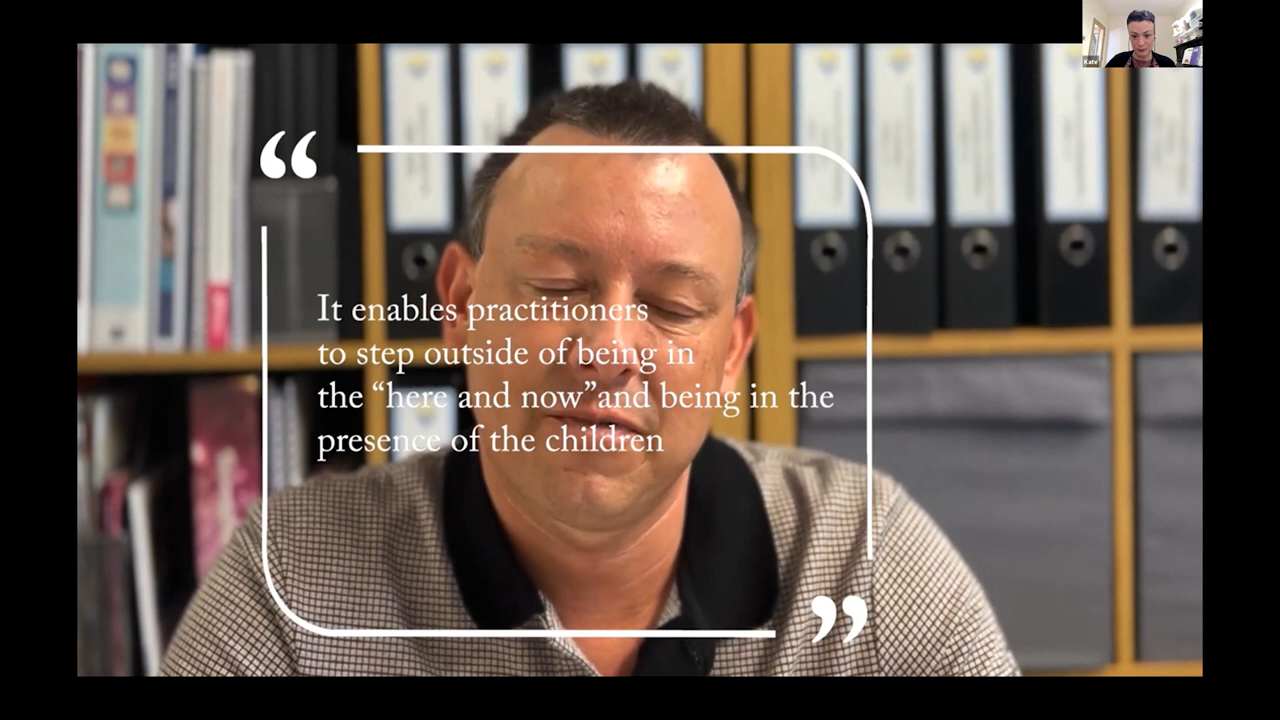 Kate
It enables practitioners
to step outside of being in
the “here and now”and being in the
presence of the children